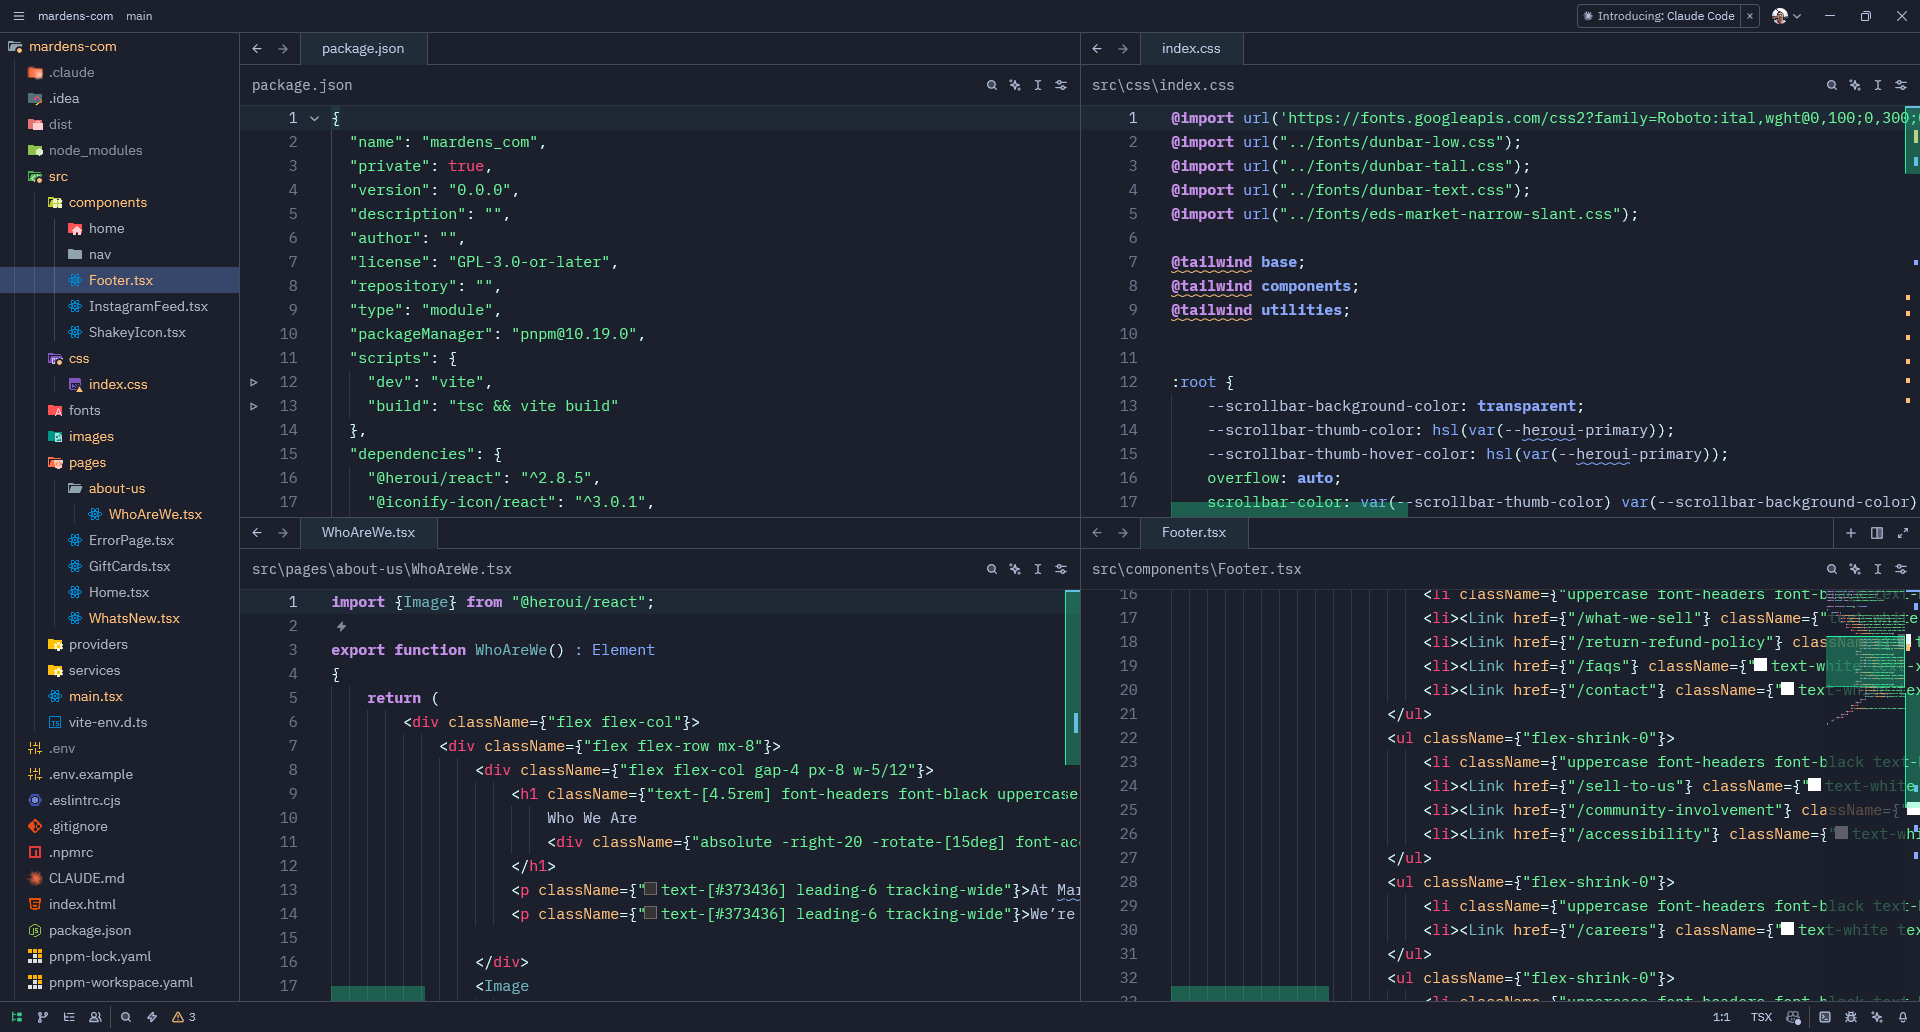 mardens-com main
Introducing: Claude Code
mardens-com
.claude
.idea
dist
node_modules
src
components
home
nav
Footer.tsx
InstagramFeed.tsx
ShakeyIcon.tsx
css
index.css
fonts
images
pages
about-us
WhoAreWe.tsx
ErrorPage.tsx
GiftCards.tsx
Home.tsx
WhatsNew.tsx
providers
services
main.tsx
vite-env.d.ts
.env
.env.example
.eslintrc.cjs
.gitignore
.npmrc
CLAUDE.md
index.html
package.json
pnpm-lock.yaml
pnpm-workspace.yaml
package.json
package.json
1 {
2 "name": "mardens_com",
3 "private": true,
4 "version": "0.0.0",
5 "description": "",
6 "author": "",
7 "license": "GPL-3.0-or-later",
8 "repository": "",
9 "type": "module",
10 "packageManager": "pnpm@10.19.0",
11 "scripts": {
12 "dev": "vite",
13 "build": "tsc && vite build"
14 },
15 "dependencies": {
16 "@heroui/react": "^2.8.5",
17 "@iconify-icon/react": "^3.0.1",
index.css
src\css\index.css
1 @import url('https://fonts.googleapis.com/css2?family=Roboto:ital,wght@0,100;0,300;
2 @import url("../fonts/dunbar-low.css");
3 @import url("../fonts/dunbar-tall.css");
4 @import url("../fonts/dunbar-text.css");
5 @import url("../fonts/eds-market-narrow-slant.css");
6
7 @tailwind base;
8 @tailwind components;
9 @tailwind utilities;
10
11
12 :root {
13 --scrollbar-background-color: transparent;
14 --scrollbar-thumb-color: hsl(var(--heroui-primary));
15 --scrollbar-thumb-hover-color: hsl(var(--heroui-primary));
16 overflow: auto;
17 scrollbar-color: var(--scrollbar-thumb-color) var(--scrollbar-background-color)
WhoAreWe.tsx
src\pages\about-us\WhoAreWe.tsx
1 import {Image} from "@heroui/react";
2
3 export function WhoAreWe() : Element
4 {
5 return (
6 <div className={"flex flex-col"}>
7 <div className={"flex flex-row mx-8"}>
8 <div className={"flex flex-col gap-4 px-8 w-5/12"}>
9 <h1 className={"text-[4.5rem] font-headers font-black uppercase
10 Who We Are
11 <div className={"absolute -right-20 -rotate-[15deg] font-ac
12 </h1>
13 <p className={"text-[#373436] leading-6 tracking-wide"}>At Mar
14 <p className={"text-[#373436] leading-6 tracking-wide"}>We're
15
16 </div>
17 <Image
Footer.tsx
src\components\Footer.tsx
16 <li className={"uppercase font-headers font-black text-
17 <li><Link href={"/what-we-sell"} className={"text-white
18 <li><Link href={"/return-refund-policy"} className={"t
19 <li><Link href={"/faqs"} className={"text-white text-x
20 <li><Link href={"/contact"} className={"text-white tex
21 </ul>
22 <ul className={"flex-shrink-0"}>
23 <li className={"uppercase font-headers font-black text-
24 <li><Link href={"/sell-to-us"} className={"text-white
25 <li><Link href={"/community-involvement"} className={"
26 <li><Link href={"/accessibility"} className={"text-whi
27 </ul>
28 <ul className={"flex-shrink-0"}>
29 <li className={"uppercase font-headers font-black text-
30 <li><Link href={"/careers"} className={"text-white tex
31 </ul>
32 <ul className={"flex-shrink-0"}>
33 <li className={"uppercase font-headers font-black text-
3
1:1 TSX